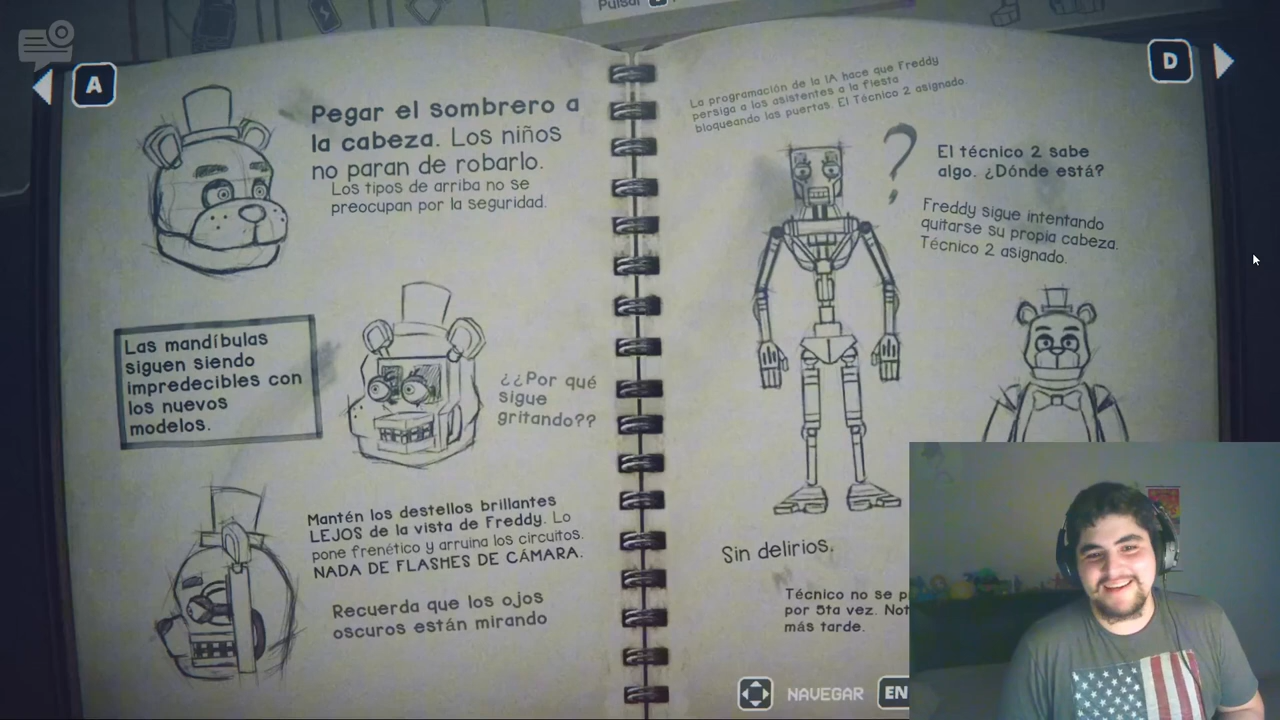 Pulsar
A
D
Pegar el sombrero a
la cabeza. Los niños
no paran de robarlo.
Los tipos de arriba no se
preocupan por la seguridad.
Las mandíbulas
siguen siendo
impredecibles con
los nuevos
modelos.
¿¿Por qué
sigue
gritando??
Mantén los destellos brillantes
LEJOS de la vista de Freddy. Lo
pone frenético y arruina los circuitos.
NADA DE FLASHES DE CÁMARA.
Recuerda que los ojos
oscuros están mirando
La programación de la IA hace que Freddy
persiga a los asistentes a la fiesta
bloqueando las puertas. El Técnico 2 asignado
?
El técnico 2 sabe
algo. ¿Dónde está?
Freddy sigue intentando
quitarse su propia cabeza.
Técnico 2 asignado.
Sin delirios.
Técnico no se
por 5ta vez.
más tarde.
NAVEGAR EN